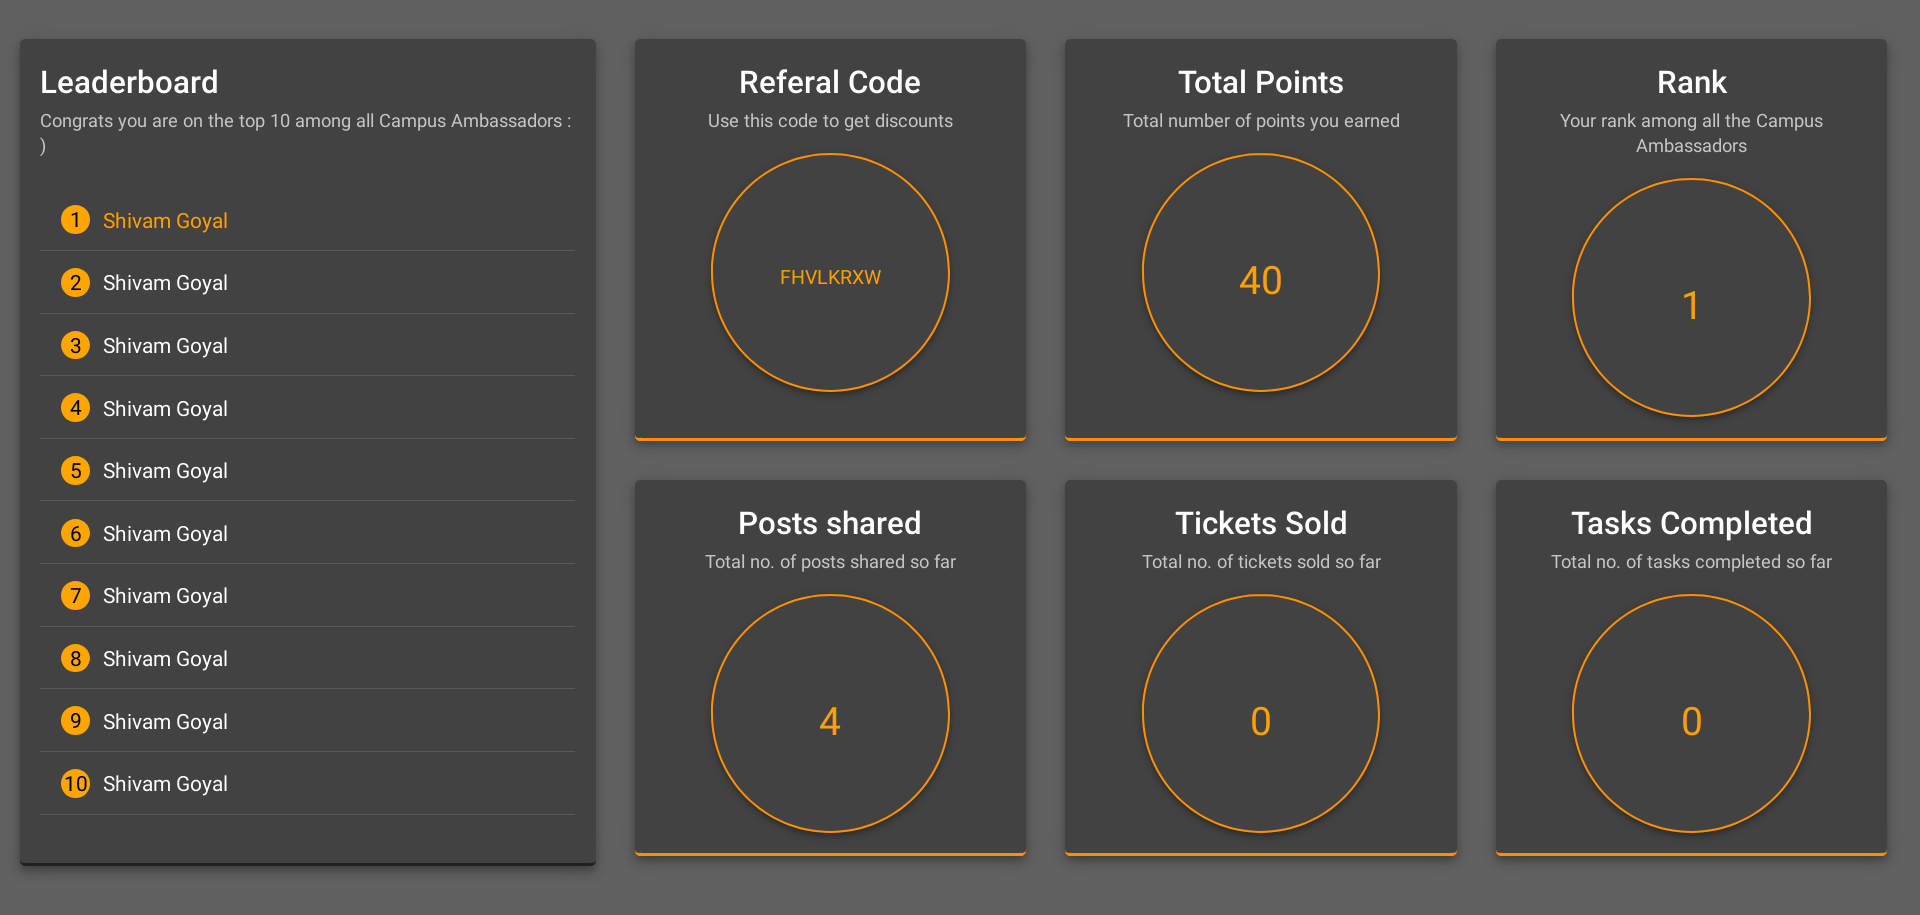 Leaderboard
Congrats you are on the top 10 among all Campus Ambassadors :
)
1 Shivam Goyal
2 Shivam Goyal
3 Shivam Goyal
4 Shivam Goyal
5 Shivam Goyal
6 Shivam Goyal
7 Shivam Goyal
8 Shivam Goyal
9 Shivam Goyal
10 Shivam Goyal
Referal Code
Use this code to get discounts
FHVLKRXW
Total Points
Total number of points you earned
40
Rank
Your rank among all the Campus
Ambassadors
1
Posts shared
Total no. of posts shared so far
4
Tickets Sold
Total no. of tickets sold so far
0
Tasks Completed
Total no. of tasks completed so far
0